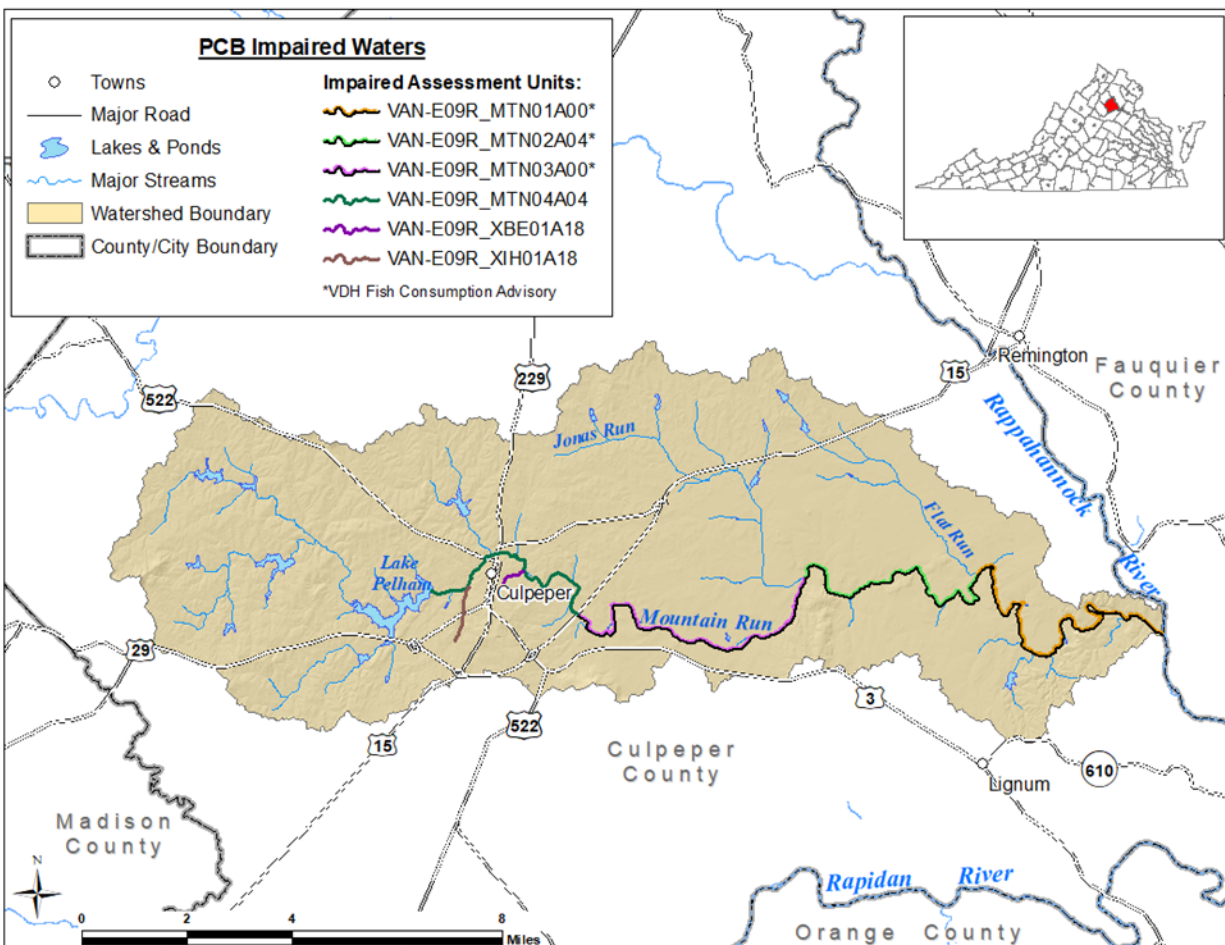 PCB Impaired Waters
Towns
Major Road
Lakes & Ponds
Major Streams
Watershed Boundary
County/City Boundary
Impaired Assessment Units:
VAN-E09R_MTN01A00*
VAN-E09R_MTN02A04*
VAN-E09R_MTN03A00*
VAN-E09R_MTN04A04
VAN-E09R_XBE01A18
VAN-E09R_XIH01A18
*VDH Fish Consumption Advisory
Remington
Fauquier
County
15
229
522
Rappahannock
River
Jonas Run
Flat Run
Lake
Pelham
Culpeper
Mountain Run
29
3
15
522
Culpeper
County
610
Lignum
Madison
County
N
Rapidan River
Orange County
0 2 4 8
Miles